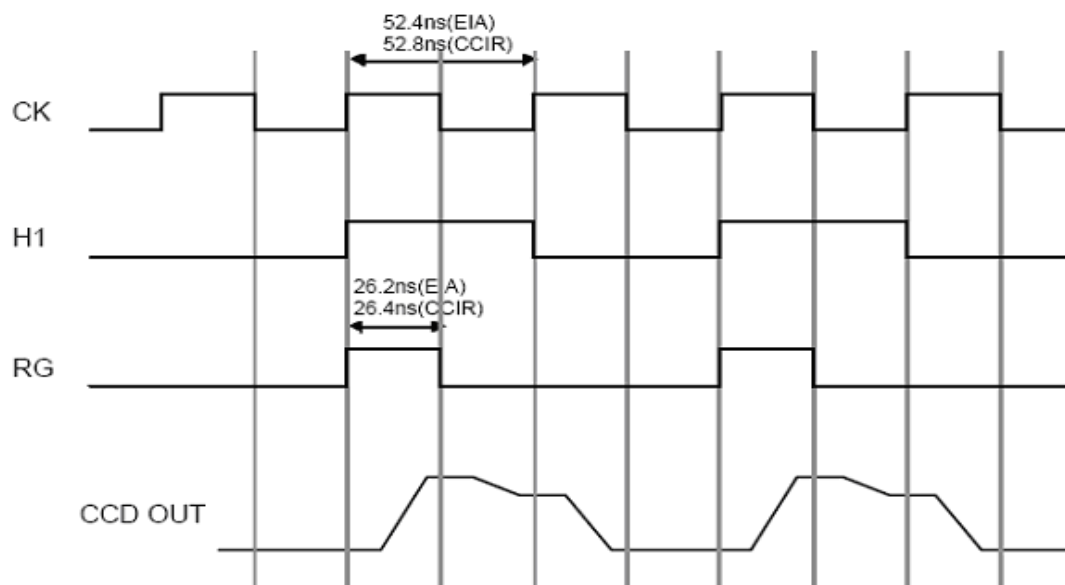 52.4ns(EIA)
52.8ns(CCIR)
CK
H1
26.2ns(EIA)
26.4ns(CCIR)
RG
CCD OUT